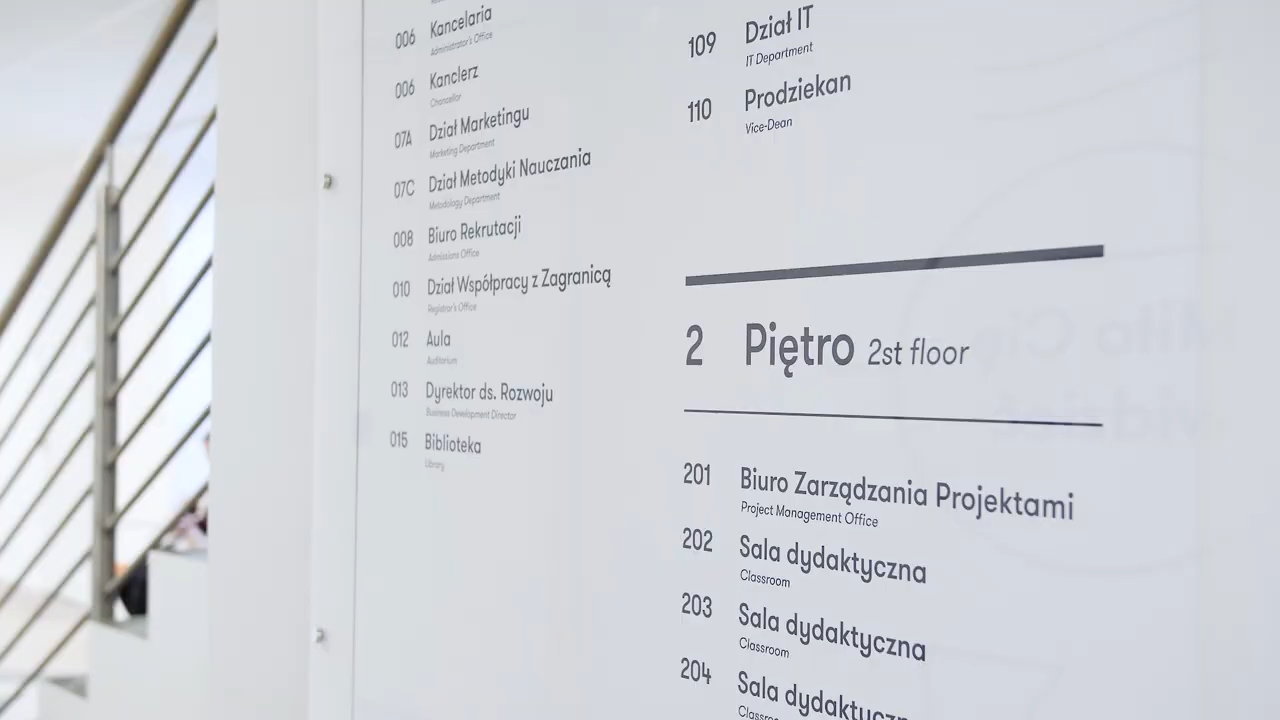 006 Kancelaria
Administrator's Office
006 Kanclerz
Chancellor
07A Dział Marketingu
Marketing Department
07C Dział Metodyki Nauczania
Metodology Department
008 Biuro Rekrutacji
Admissions Office
010 Dział Współpracy z Zagranicą
Registrar's Office
012 Aula
Auditorium
013 Dyrektor ds. Rozwoju
Business Development Director
015 Biblioteka
Library
109 Dział IT
IT Department
110 Prodziekan
Vice-Dean
2 Piętro 2st floor
201 Biuro Zarządzania Projektami
Project Management Office
202 Sala dydaktyczna
Classroom
203 Sala dydaktyczna
Classroom
204 Sala